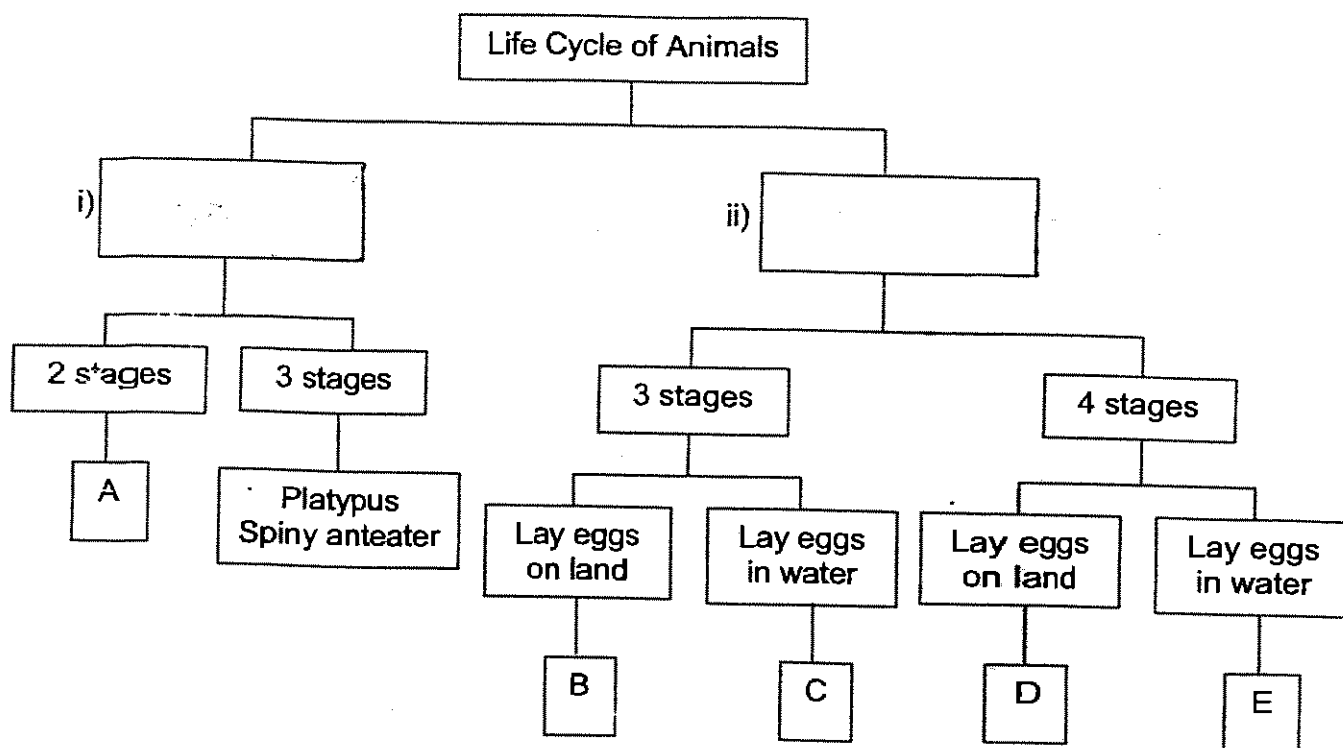 Life Cycle of Animals
i)
ii)
2 stages
3 stages
3 stages
4 stages
A
Platypus
Spiny anteater
Lay eggs
on land
Lay eggs
in water
Lay eggs
on land
Lay eggs
in water
B
C
D
E